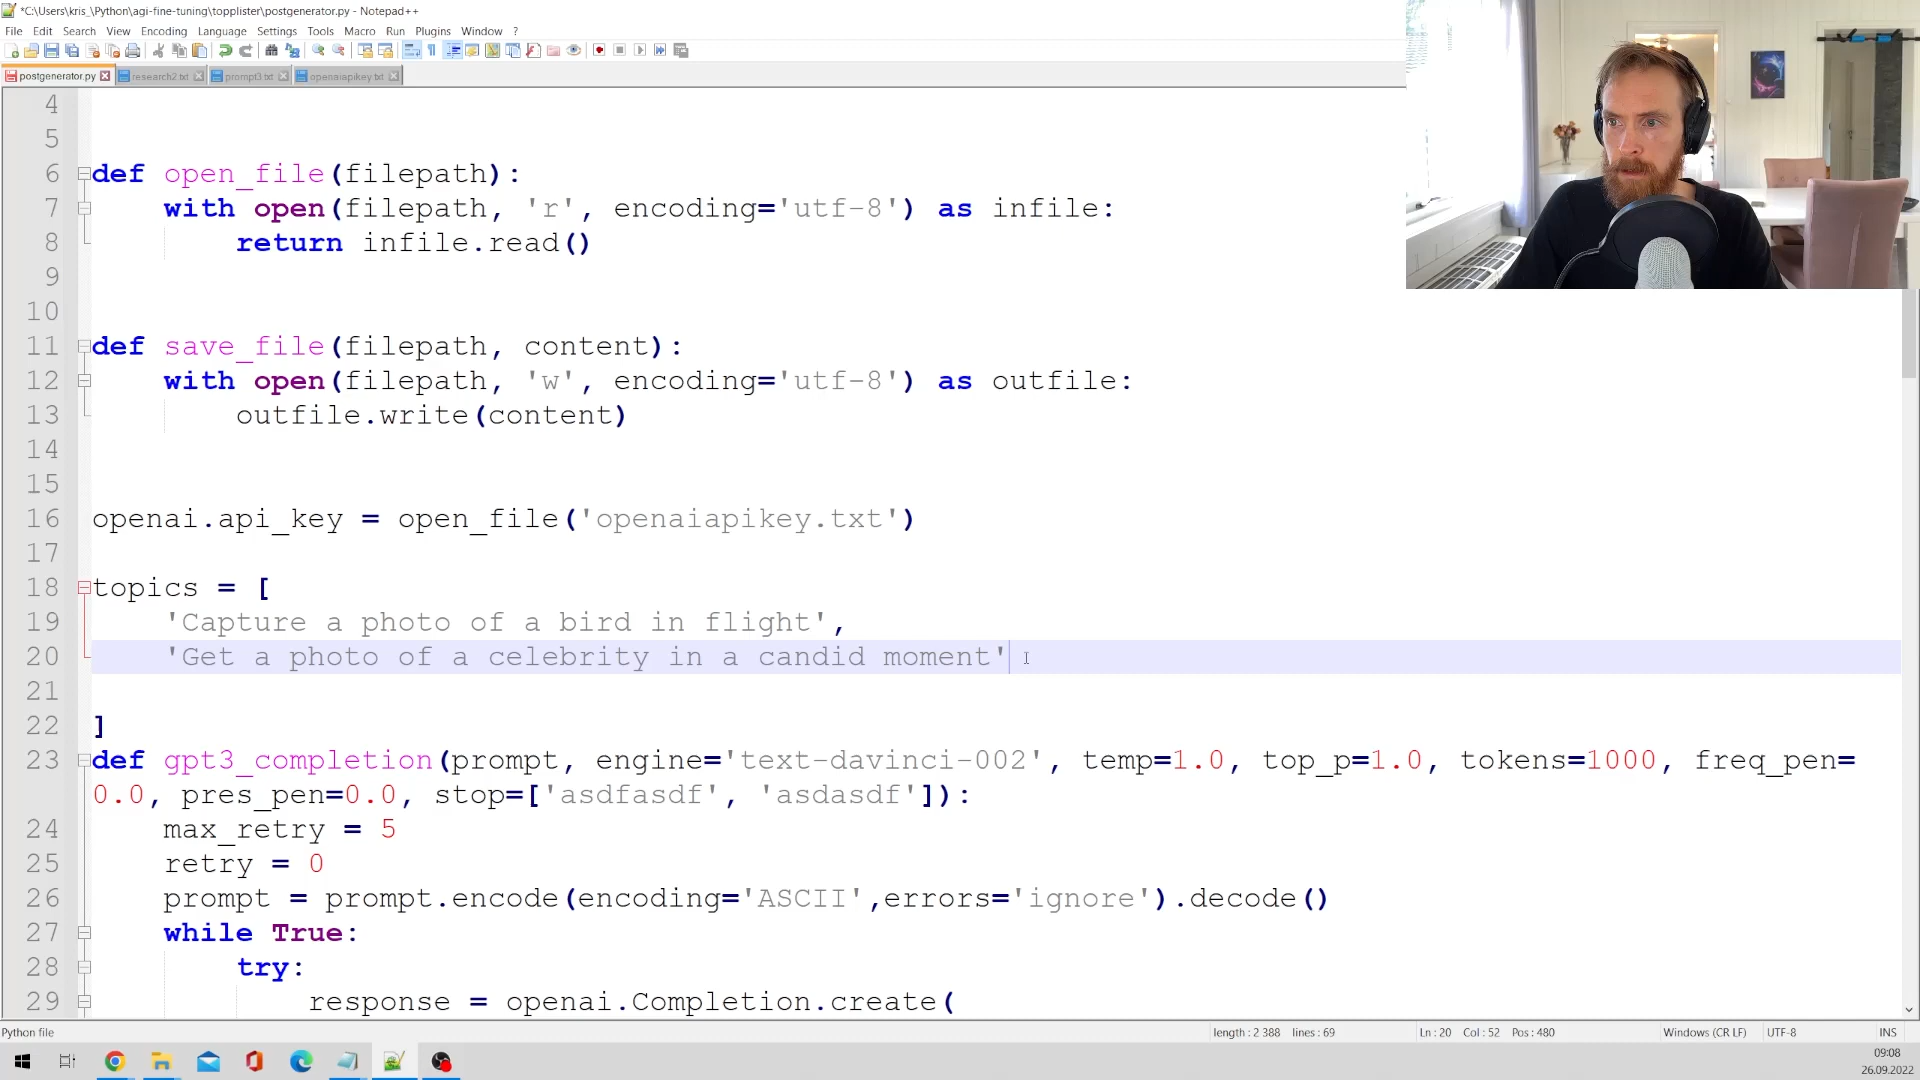 *C:\Users\kris_\Python\agi-fine-tuning\topplister\postgenerator.py - Notepad++
File Edit Search View Encoding Language Settings Tools Macro Run Plugins Window ?
postgenerator.py research2.txt prompt3.txt openaiapikey.txt
4
5
6 def open_file(filepath):
7 with open(filepath, 'r', encoding='utf-8') as infile:
8 return infile.read()
9
10
11 def save_file(filepath, content):
12 with open(filepath, 'w', encoding='utf-8') as outfile:
13 outfile.write(content)
14
15
16 openai.api_key = open_file('openaiapikey.txt')
17
18 topics = [
19 'Capture a photo of a bird in flight',
20 'Get a photo of a celebrity in a candid moment'
21
22 ]
23 def gpt3_completion(prompt, engine='text-davinci-002', temp=1.0, top_p=1.0, tokens=1000, freq_pen=
0.0, pres_pen=0.0, stop=['asdfasdf', 'asdasdf']):
24 max_retry = 5
25 retry = 0
26 prompt = prompt.encode(encoding='ASCII',errors='ignore').decode()
27 while True:
28 try:
29 response = openai.Completion.create(
Python file length : 2 388 lines : 69 Ln : 20 Col : 52 Pos : 480 Windows (CR LF) UTF-8 INS
09:08
26.09.2022